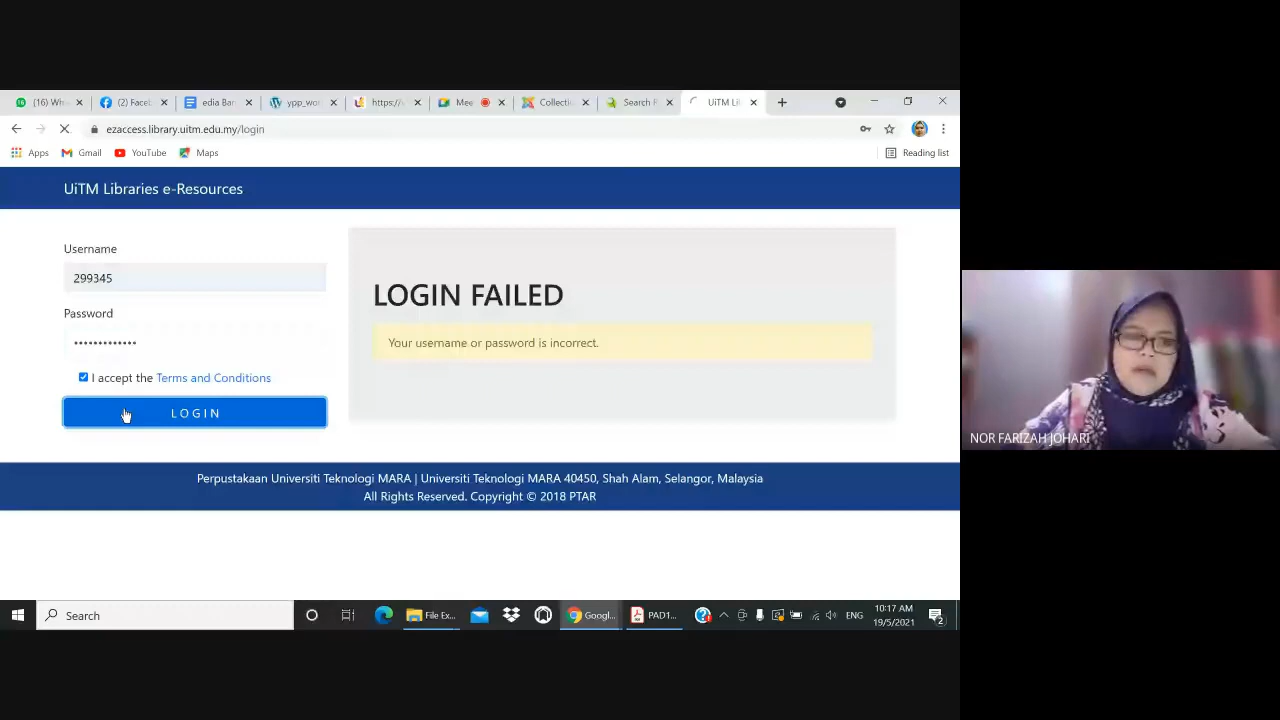 (16) Wh
(2) Faceb
edia Bar
ypp_wo
https://
Mee
Collecti
Search F
UiTM Li
ezaccess.library.uitm.edu.my/login
Apps
Gmail
YouTube
Maps
Reading list
UiTM Libraries e-Resources
Username
299345
Password
•••••••••••••
I accept the Terms and Conditions
LOGIN
LOGIN FAILED
Your username or password is incorrect.
Perpustakaan Universiti Teknologi MARA | Universiti Teknologi MARA 40450, Shah Alam, Selangor, Malaysia
All Rights Reserved. Copyright © 2018 PTAR
NOR FARIZAH JOHARI
Search
File Ex...
Googl...
PAD1...
ENG
10:17 AM
19/5/2021
2